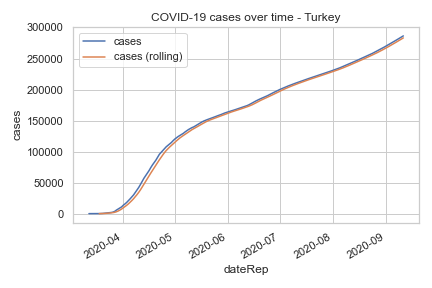 COVID-19 cases over time - Turkey
cases
cases (rolling)
300000
250000
200000
150000
100000
50000
0
cases
2020-04
2020-05
2020-06
2020-07
2020-08
2020-09
dateRep